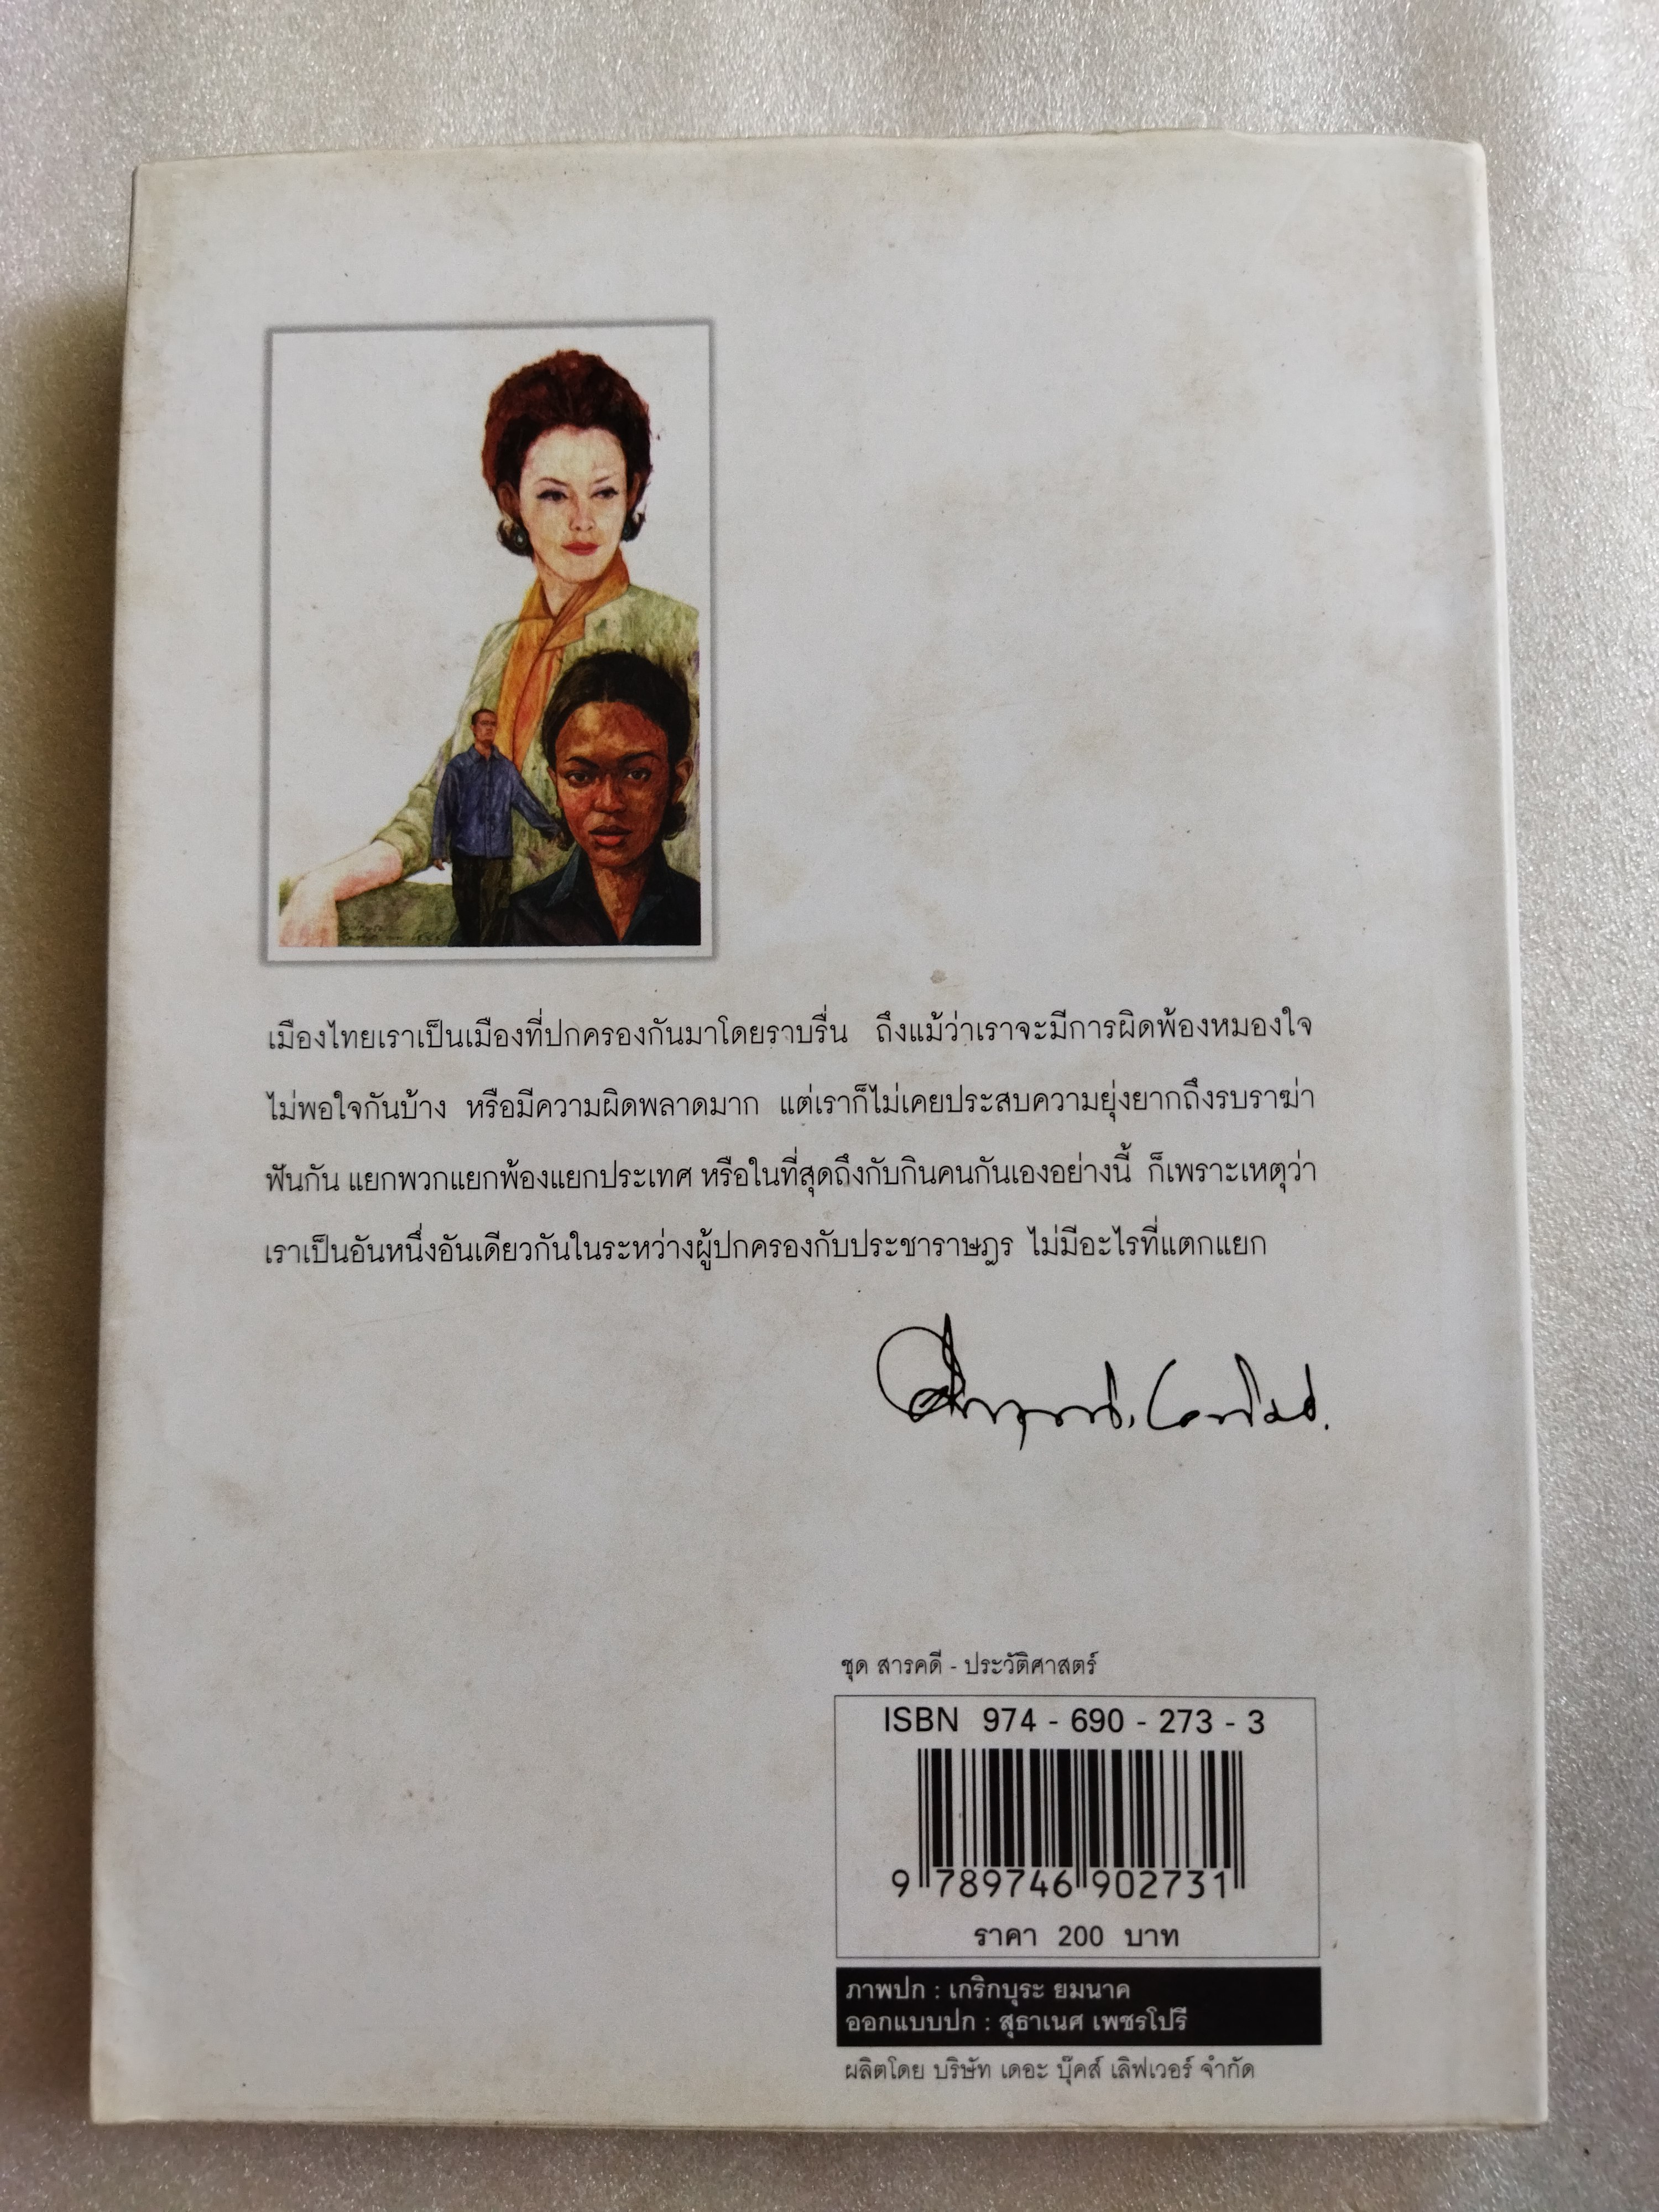 เมืองไทยเราเป็นเมืองที่ปกครองกันมาโดยราบรื่น ถึงแม้ว่าเราจะมีการผิดพ้องหมองใจ
ไม่พอใจกันบ้าง หรือมีความผิดพลาดมาก แต่เราก็ไม่เคยประสบความยุ่งยากถึงรบราฆ่า
ฟันกัน แยกพวกแยกพ้องแยกประเทศ หรือในที่สุดถึงกับกินคนกันเองอย่างนี้ ก็เพราะเหตุว่า
เราเป็นอันหนึ่งอันเดียวกันในระหว่างผู้ปกครองกับประชาราษฎร ไม่มีอะไรที่แตกแยก
ชุด สารคดี - ประวัติศาสตร์
ISBN 974 - 690 - 273 - 3
9 789746 902731
ราคา 200 บาท
ภาพปก : เกริกบุระ ยมนาค
ออกแบบปก : สุธาเนศ เพชรโปรี
ผลิตโดย บริษัท เดอะ บุ๊คส์ เลิฟเวอร์ จำกัด